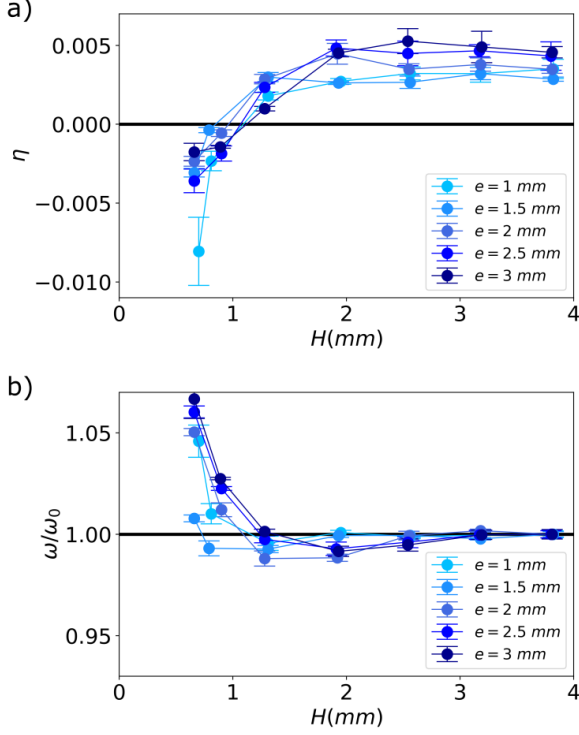 a)
0.005
0.000
−0.005
−0.010
η
e = 1 mm
e = 1.5 mm
e = 2 mm
e = 2.5 mm
e = 3 mm
0 1 2 3 4
H(mm)
b)
1.05
1.00
0.95
ω/ω₀
e = 1 mm
e = 1.5 mm
e = 2 mm
e = 2.5 mm
e = 3 mm
0 1 2 3 4
H(mm)